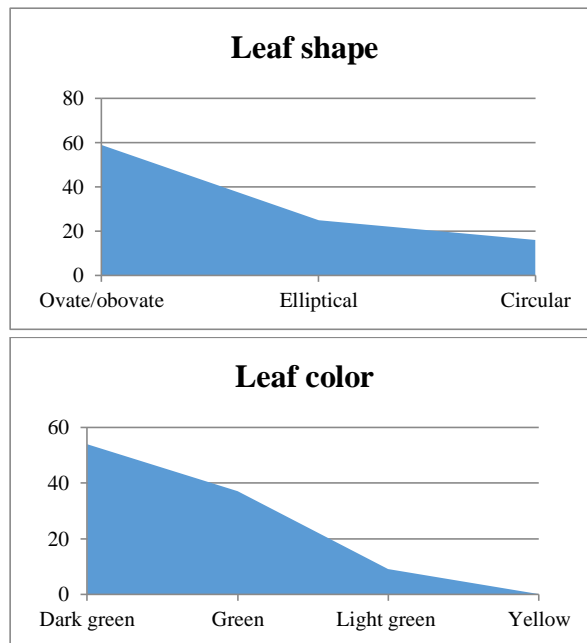 Leaf shape
80
60
40
20
0
Ovate/obovate Elliptical Circular
Leaf color
60
40
20
0
Dark green Green Light green Yellow